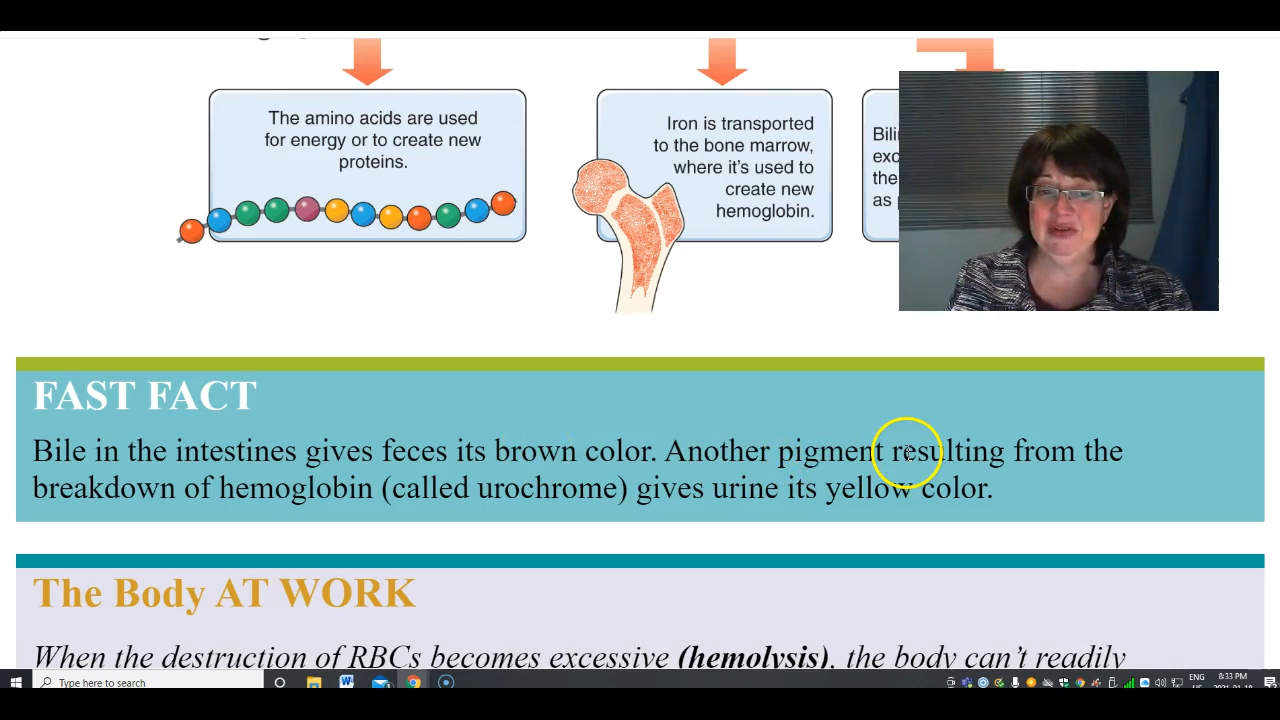 The amino acids are used
for energy or to create new
proteins.
Iron is transported
to the bone marrow,
where it's used to
create new
hemoglobin.
the
as
FAST FACT
Bile in the intestines gives feces its brown color. Another pigment resulting from the
breakdown of hemoglobin (called urochrome) gives urine its yellow color.
The Body AT WORK
When the destruction of RBCs becomes excessive (hemolysis), the body can't readily
Type here to search
ENG
US
8:33 PM
2021-01-18